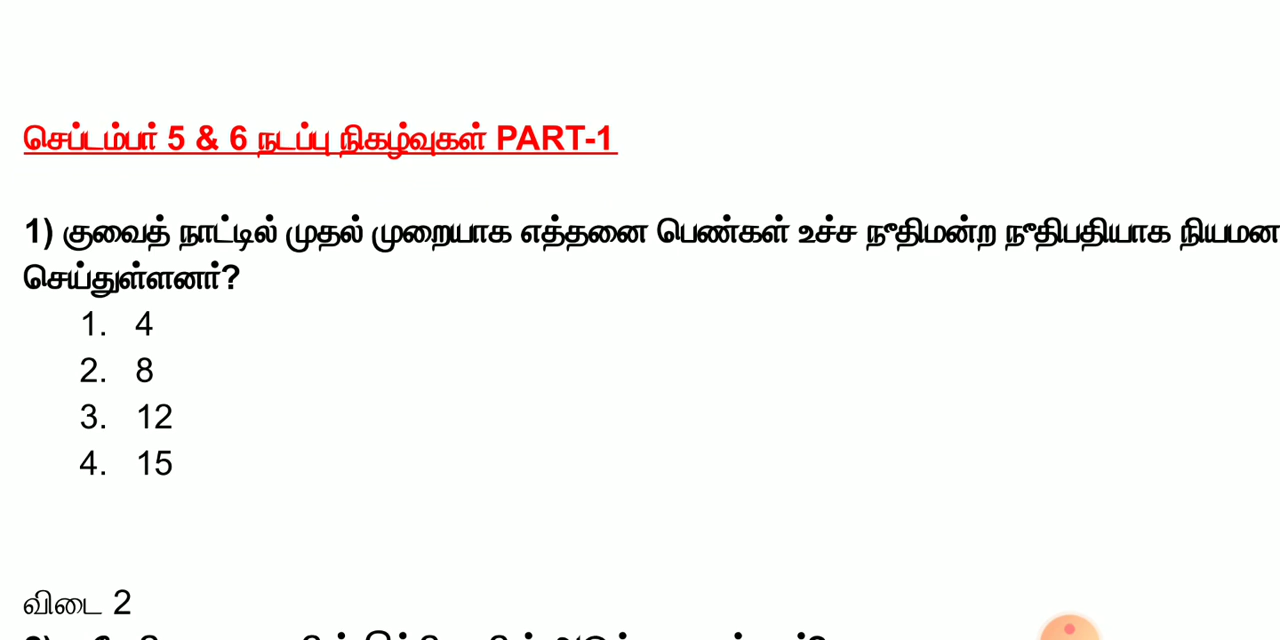 செப்டம்பர் 5 & 6 நடப்பு நிகழ்வுகள் PART-1
1) குவைத் நாட்டில் முதல் முறையாக எத்தனை பெண்கள் உச்ச நீதிமன்ற நீதிபதியாக நியமன
செய்துள்ளனர்?
1. 4
2. 8
3. 12
4. 15
விடை 2